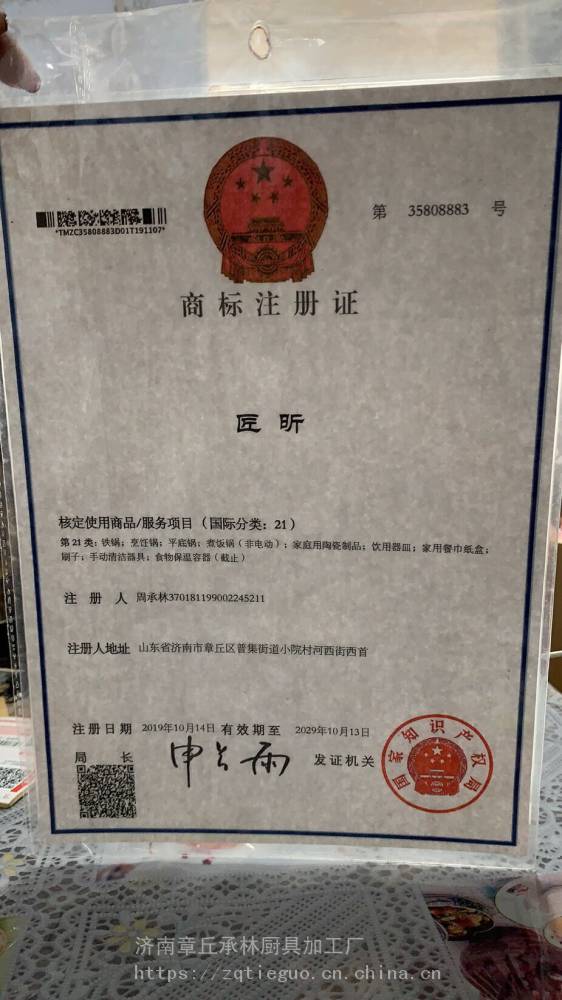 第 35808883 号
*TMZC35808883D01T191107*
商标注册证
匠昕
核定使用商品/服务项目（国际分类：21）
第 21 类：铁锅；烹饪锅；平底锅；煮饭锅（非电动）；家庭用陶瓷制品；饮用器皿；家用餐巾纸盒；
刷子；手动清洁器具；食物保温容器（截止）
注 册 人 周承林370181199002245211
注册人地址 山东省济南市章丘区普集街道小院村河西街西首
注册日期 2019年10月14日 有效期至 2029年10月13日
局 长 申长雨 发证机关
国家知识产权局
济南章丘承林厨具加工厂
https://zqtieguo.cn.china.cn